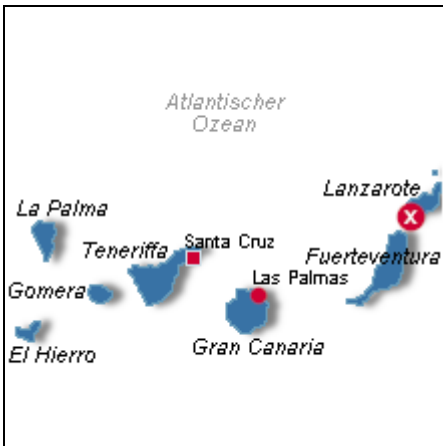 Atlantischer
Ozean
Lanzarote
X
La Palma
Santa Cruz
Teneriffa
Fuerteventura
Las Palmas
Gomera
Gran Canaria
El Hierro